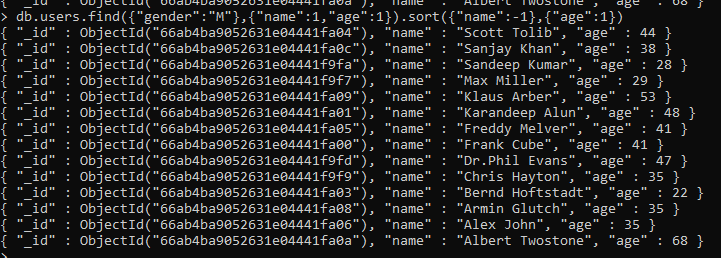 { "_id" : ObjectId("66ab4ba9052631e04441fa0a"), "name" : "Albert Twostone", "age" : 68 }
> db.users.find({"gender":"M"},{"name":1,"age":1}).sort({"name":-1},{"age":1})
{ "_id" : ObjectId("66ab4ba9052631e04441fa04"), "name" : "Scott Tolib", "age" : 44 }
{ "_id" : ObjectId("66ab4ba9052631e04441fa0c"), "name" : "Sanjay Khan", "age" : 38 }
{ "_id" : ObjectId("66ab4ba9052631e04441f9fa"), "name" : "Sandeep Kumar", "age" : 28 }
{ "_id" : ObjectId("66ab4ba9052631e04441f9f7"), "name" : "Max Miller", "age" : 29 }
{ "_id" : ObjectId("66ab4ba9052631e04441fa09"), "name" : "Klaus Arber", "age" : 53 }
{ "_id" : ObjectId("66ab4ba9052631e04441fa01"), "name" : "Karandeep Alun", "age" : 48 }
{ "_id" : ObjectId("66ab4ba9052631e04441fa05"), "name" : "Freddy Melver", "age" : 41 }
{ "_id" : ObjectId("66ab4ba9052631e04441fa00"), "name" : "Frank Cube", "age" : 41 }
{ "_id" : ObjectId("66ab4ba9052631e04441f9fd"), "name" : "Dr.Phil Evans", "age" : 47 }
{ "_id" : ObjectId("66ab4ba9052631e04441f9f9"), "name" : "Chris Hayton", "age" : 35 }
{ "_id" : ObjectId("66ab4ba9052631e04441fa03"), "name" : "Bernd Hoftstadt", "age" : 22 }
{ "_id" : ObjectId("66ab4ba9052631e04441fa08"), "name" : "Armin Glutch", "age" : 35 }
{ "_id" : ObjectId("66ab4ba9052631e04441fa06"), "name" : "Alex John", "age" : 35 }
{ "_id" : ObjectId("66ab4ba9052631e04441fa0a"), "name" : "Albert Twostone", "age" : 68 }
>